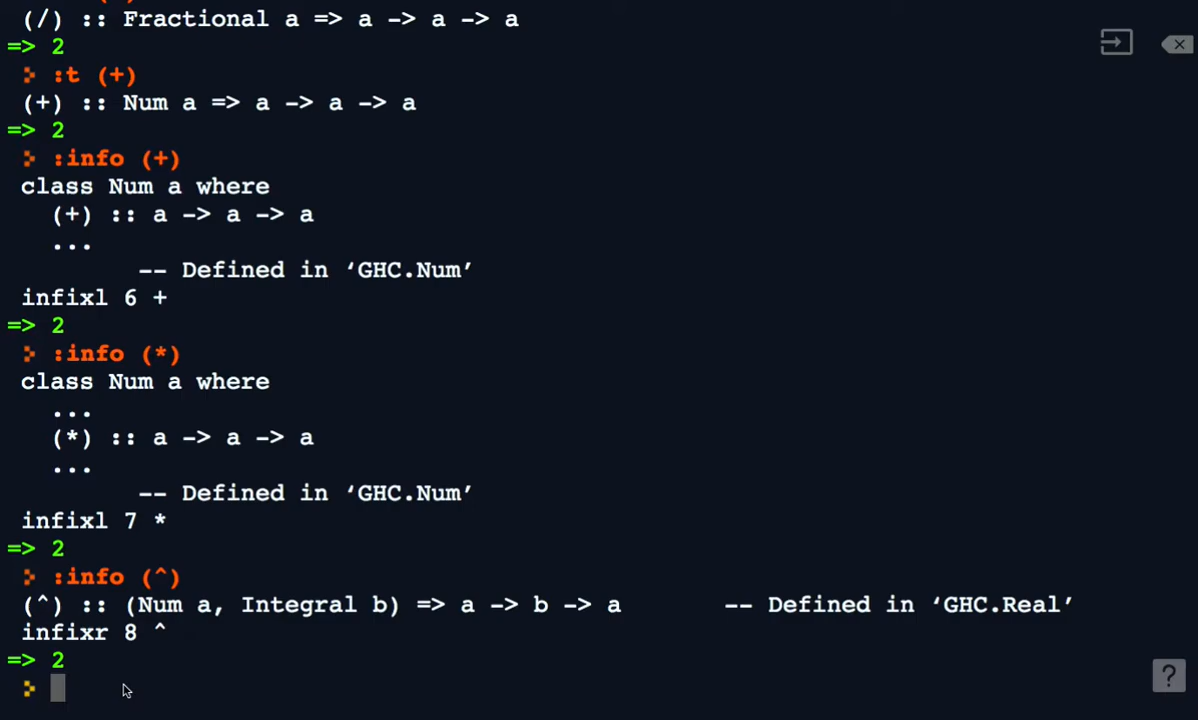 (/) :: Fractional a => a -> a -> a
=> 2
:t (+)
(+) :: Num a => a -> a -> a
=> 2
:info (+)
class Num a where
(+) :: a -> a -> a
...
-- Defined in ‘GHC.Num’
infixl 6 +
=> 2
:info (*)
class Num a where
...
(*) :: a -> a -> a
...
-- Defined in ‘GHC.Num’
infixl 7 *
=> 2
:info (^)
(^) :: (Num a, Integral b) => a -> b -> a -- Defined in ‘GHC.Real’
infixr 8 ^
=> 2
?